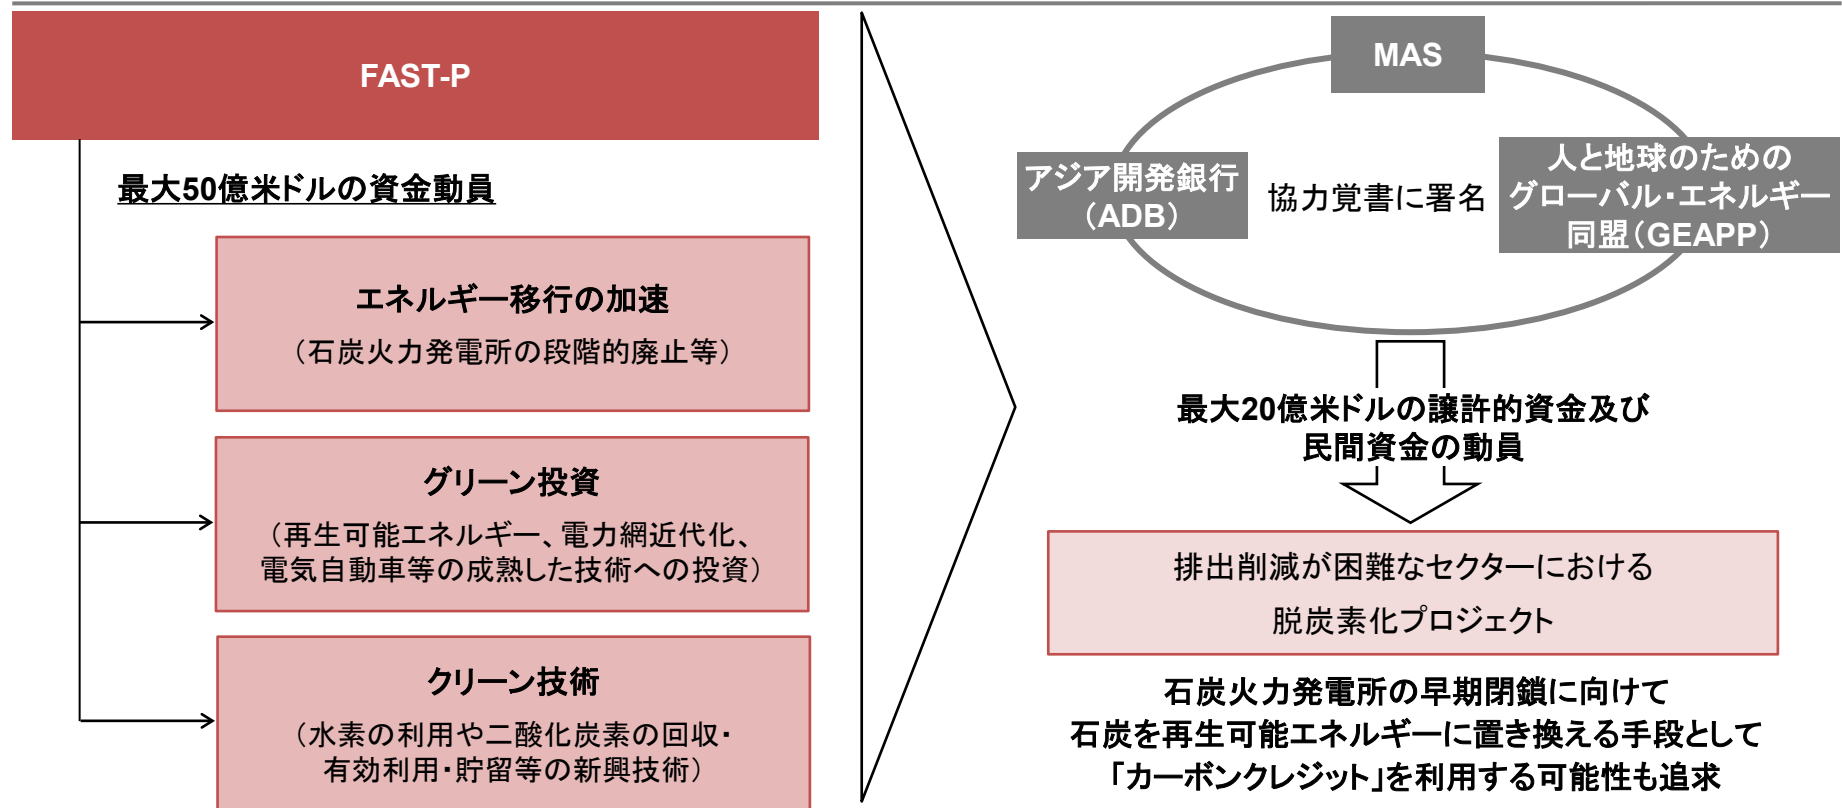 FAST-P
最大50億米ドルの資金動員
エネルギー移行の加速
（石炭火力発電所の段階的廃止等）
グリーン投資
（再生可能エネルギー、電力網近代化、
電気自動車等の成熟した技術への投資）
クリーン技術
（水素の利用や二酸化炭素の回収・
有効利用・貯留等の新興技術）
MAS
アジア開発銀行
（ADB）
協力覚書に署名
人と地球のための
グローバル・エネルギー
同盟（GEAPP）
最大20億米ドルの譲許的資金及び
民間資金の動員
排出削減が困難なセクターにおける
脱炭素化プロジェクト
石炭火力発電所の早期閉鎖に向けて
石炭を再生可能エネルギーに置き換える手段として
「カーボンクレジット」を利用する可能性も追求